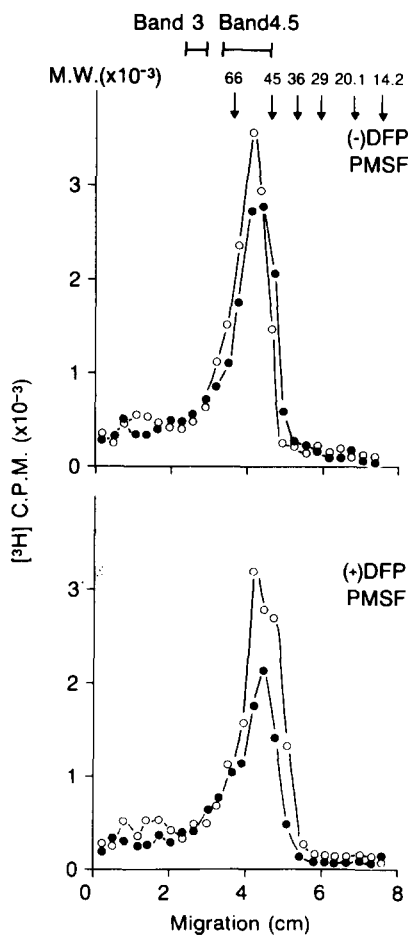 Band 3 Band4.5
M.W.(x10⁻³) 66 45 36 29 20.1 14.2
(-)DFP
PMSF
3
2
1
0
[³H] C.P.M. (x10⁻³)
(+)DFP
PMSF
3
2
1
0
0 2 4 6 8
Migration (cm)